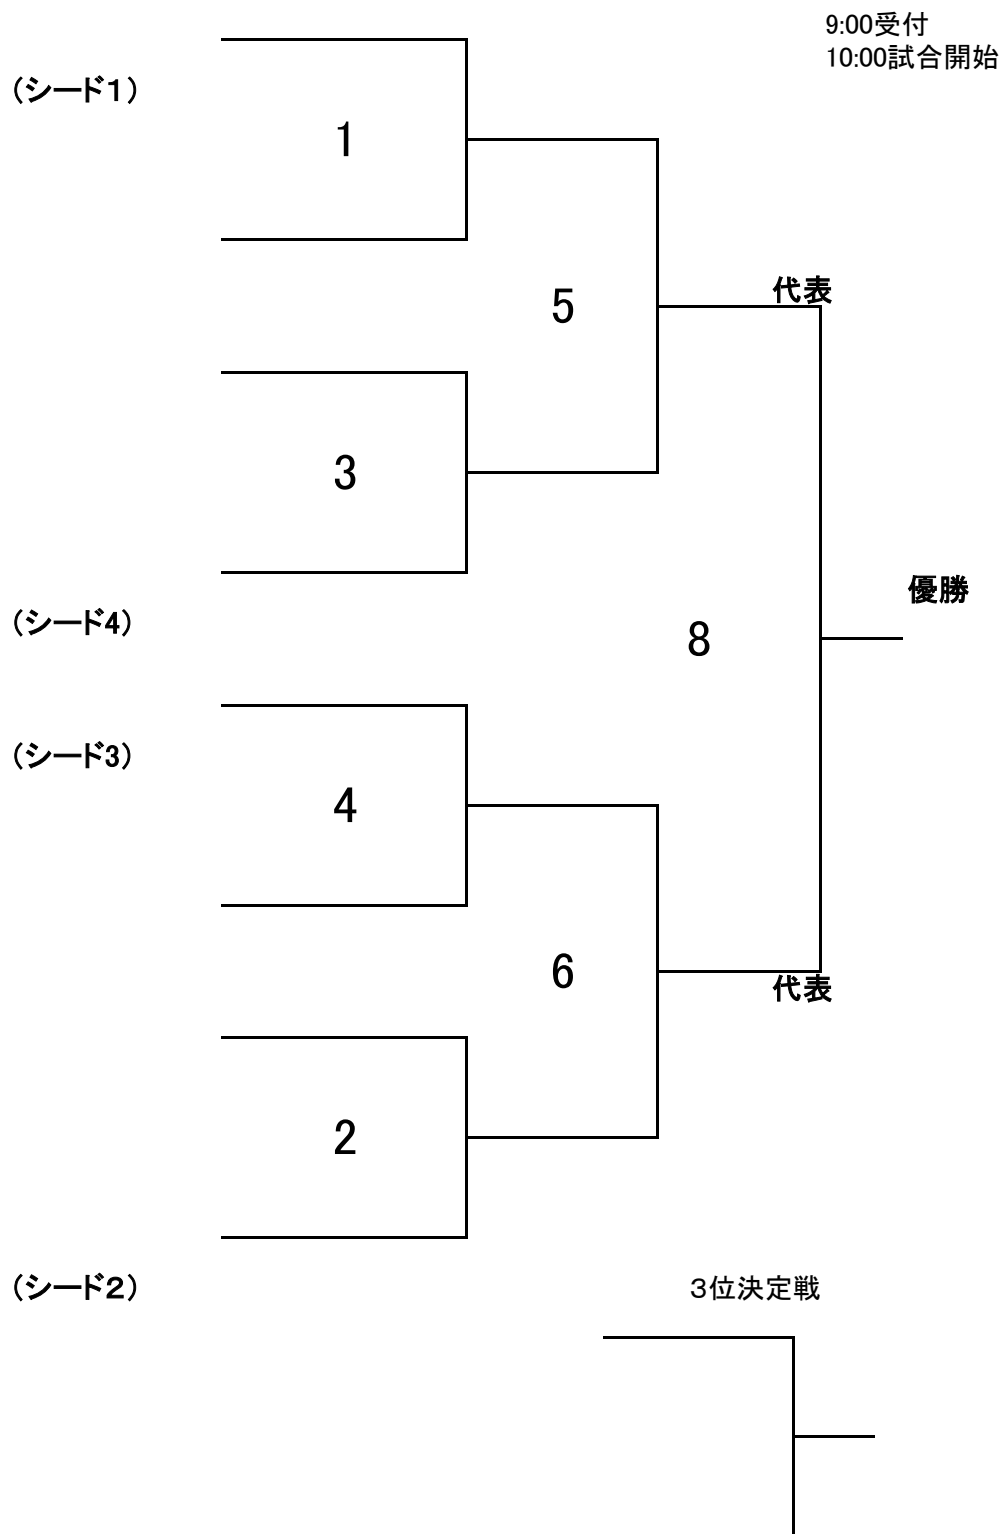 9:00受付
10:00試合開始
（シード１）
1
5
代表
3
優勝
（シード4）
8
（シード3）
4
6
代表
2
（シード２）
３位決定戦